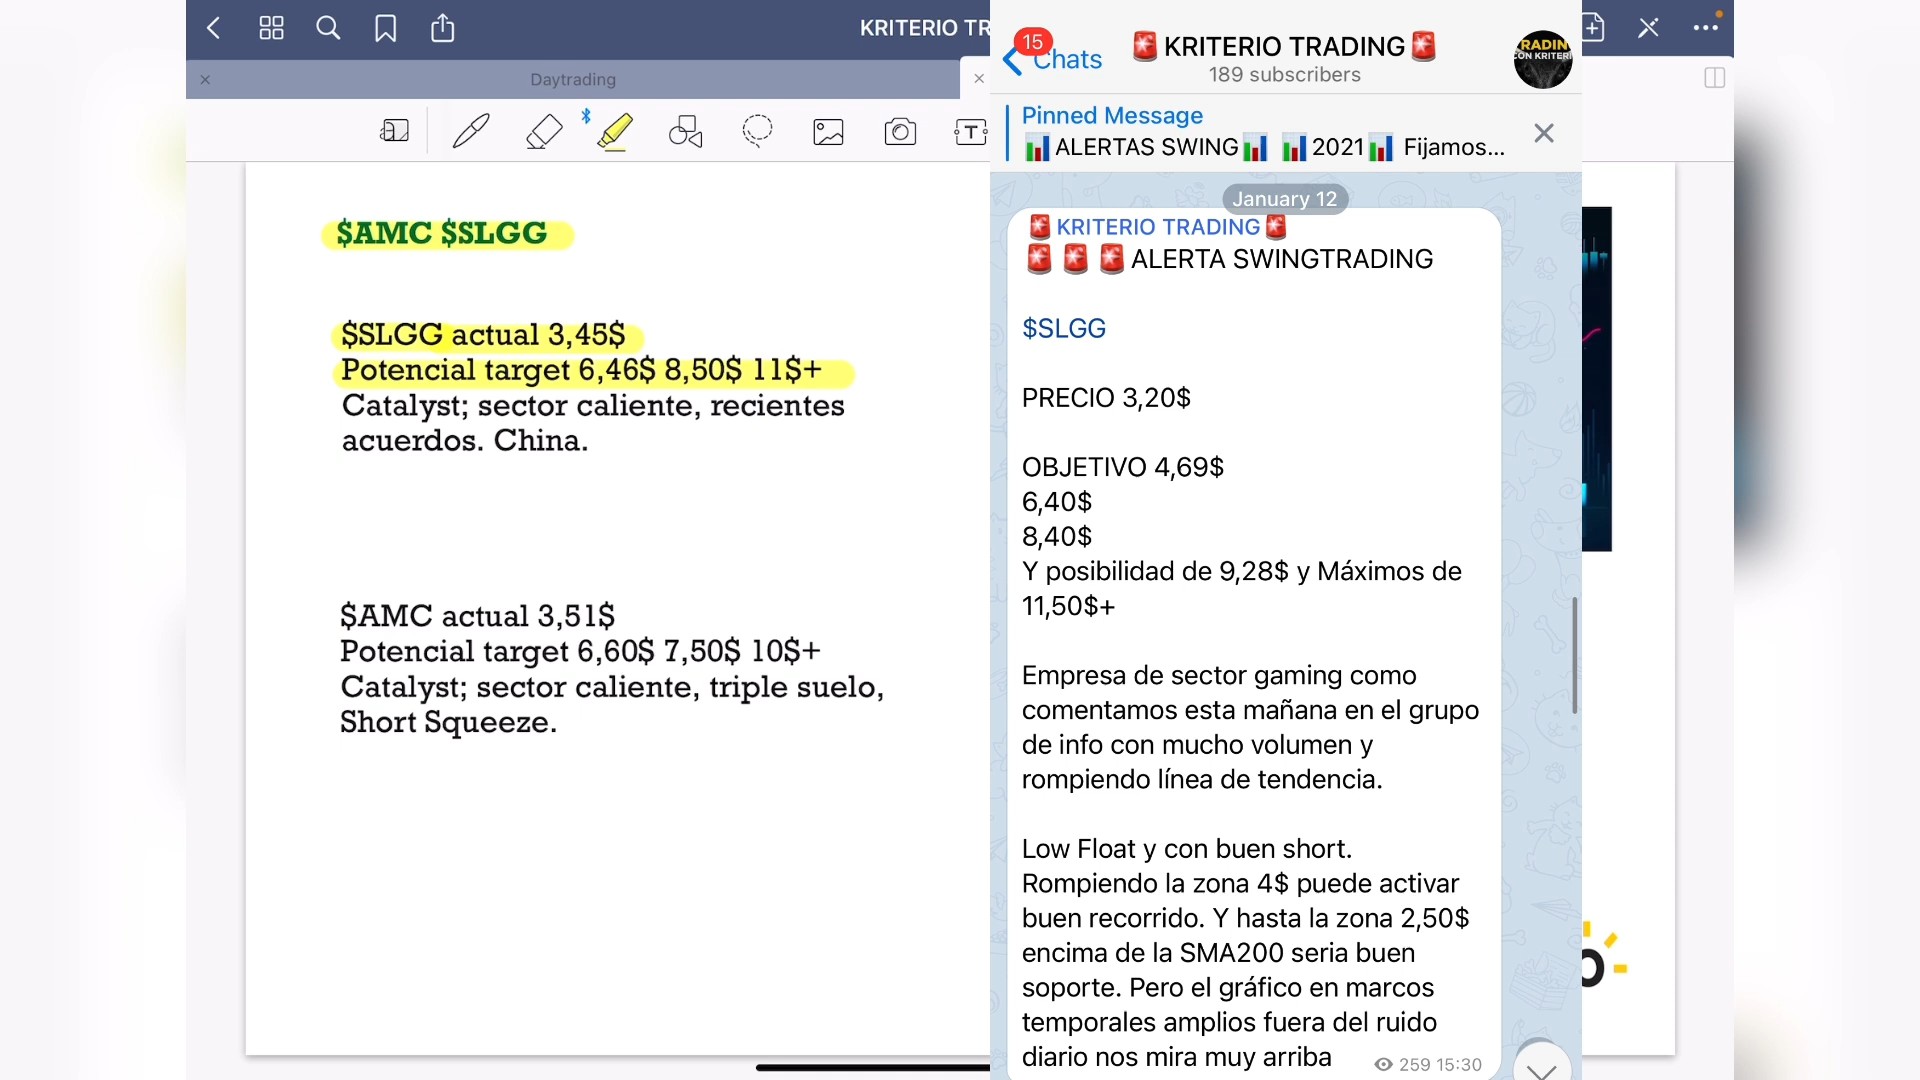 KRITERIO TR
Daytrading
$AMC $SLGG
$SLGG actual 3,45$
Potencial target 6,46$ 8,50$ 11$+
Catalyst; sector caliente, recientes
acuerdos. China.
$AMC actual 3,51$
Potencial target 6,60$ 7,50$ 10$+
Catalyst; sector caliente, triple suelo,
Short Squeeze.
15
Chats
🚨KRITERIO TRADING🚨
189 subscribers
RADIN
CON KRITERI
Pinned Message
📊ALERTAS SWING📊 📊2021📊 Fijamos...
January 12
🚨KRITERIO TRADING🚨
🚨🚨🚨ALERTA SWINGTRADING
$SLGG
PRECIO 3,20$
OBJETIVO 4,69$
6,40$
8,40$
Y posibilidad de 9,28$ y Máximos de
11,50$+
Empresa de sector gaming como
comentamos esta mañana en el grupo
de info con mucho volumen y
rompiendo línea de tendencia.
Low Float y con buen short.
Rompiendo la zona 4$ puede activar
buen recorrido. Y hasta la zona 2,50$
encima de la SMA200 seria buen
soporte. Pero el gráfico en marcos
temporales amplios fuera del ruido
diario nos mira muy arriba
259 15:30